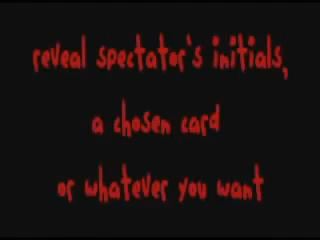 reveal spectator's initials,
a chosen card
or whatever you want